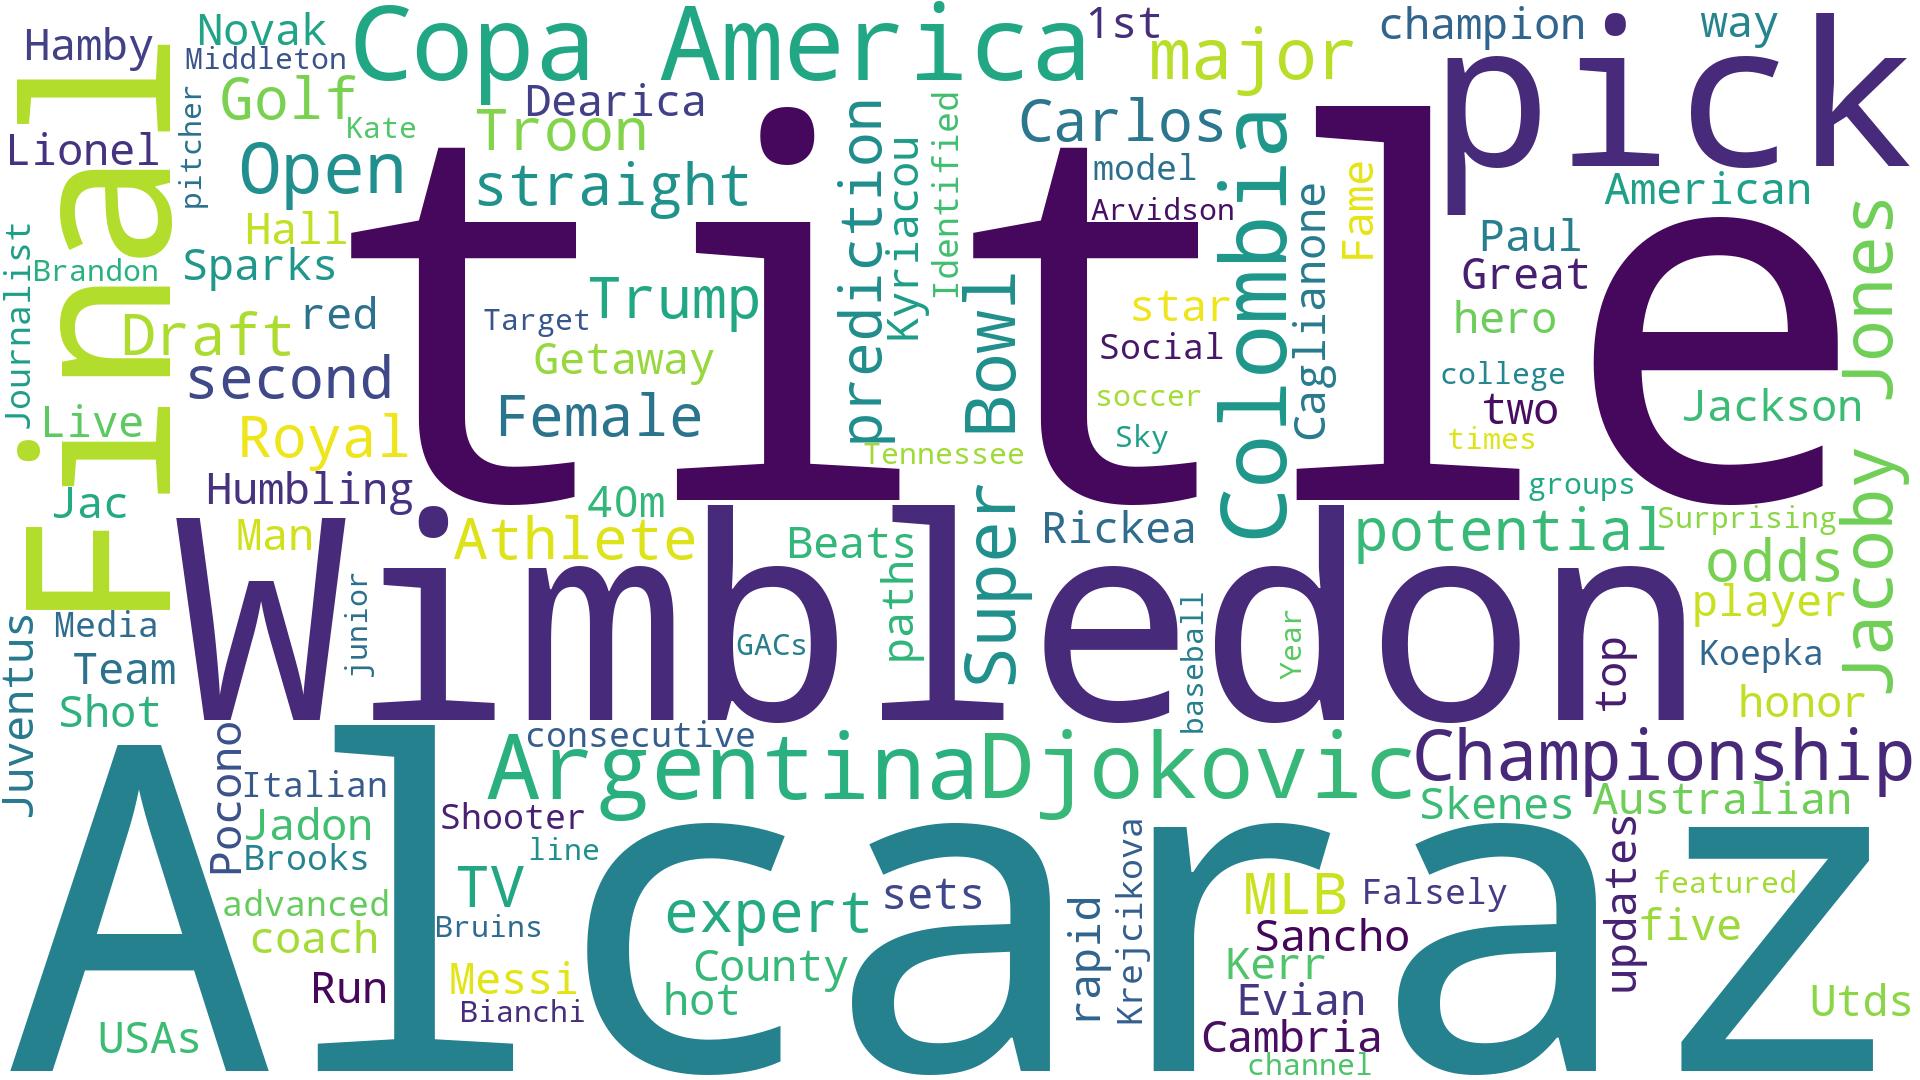 Hamby
Novak
Middleton
Copa America
1st
major
champion
way
pick
Golf
Kate
Dearica
Troon
Carlos
Lionel
pitcher
Open
straight
prediction
Kyriacou
Identified
model
Arvidson
Colombia
Caglianone
Fame
American
Final
title
Journalist
Brandon
Hall
Sparks
Paul
Great
Jacoby Jones
Draft
red
Target
Trump
Getaway
Super Bowl
star
Social
hero
second
Live
Royal
Female
soccer
Sky
Tennessee
college
two
times
Jackson
Jac
Humbling
Man
40m
Athlete
Beats
Rickea
groups
potential
Surprising
odds
Wimbledon
junior
GACs
paths
baseball
Year
top
player
Koepka
honor
Juventus
Media
Team
Shot
Pocono
consecutive
Argentina
Djokovic
Championship
Italian
Jadon
Brooks
Shooter
line
Skenes
Australian
Alcaraz
advanced
coach
TV
Bruins
expert
sets
rapid
Krejcikova
MLB
Falsely
updates
featured
five
Run
Messi
Bianchi
County
hot
Sancho
Kerr
Evian
Utds
USAs
Cambria
channel